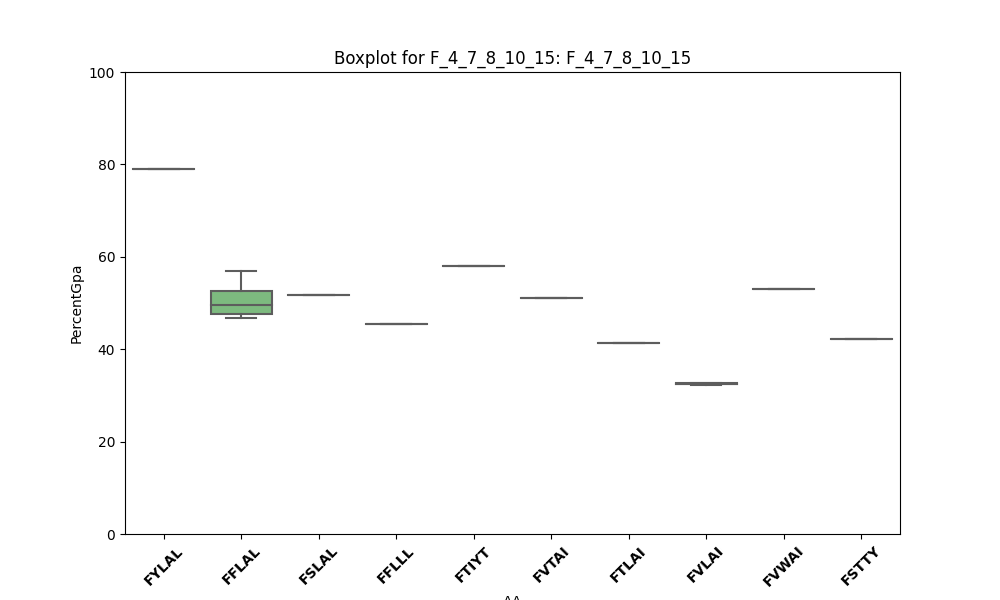 Boxplot for F_4_7_8_10_15: F_4_7_8_10_15
100
80
60
40
20
0
PercentGpa
FYLAL
FFLAL
FSLAL
FFLLL
FTIYT
FVTAI
FTLAI
FVLAI
FVWAI
FSTTY
AA